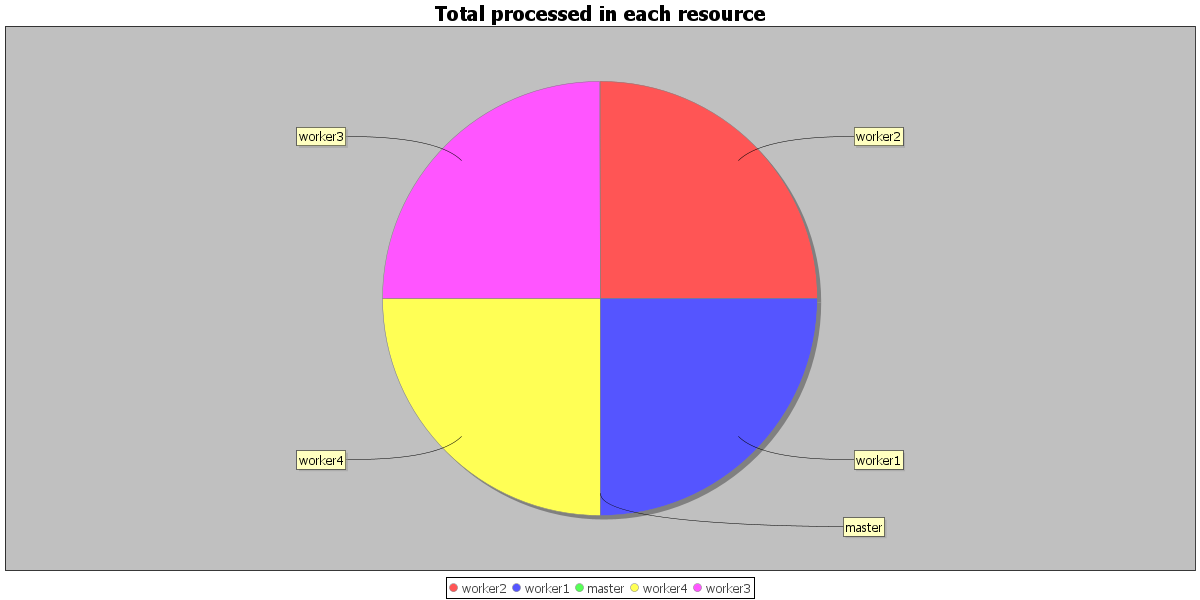 Total processed in each resource
worker3
worker2
worker4
worker1
master
worker2 worker1 master worker4 worker3